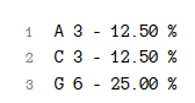 1 A 3 - 12.50 %
2 C 3 - 12.50 %
3 G 6 - 25.00 %